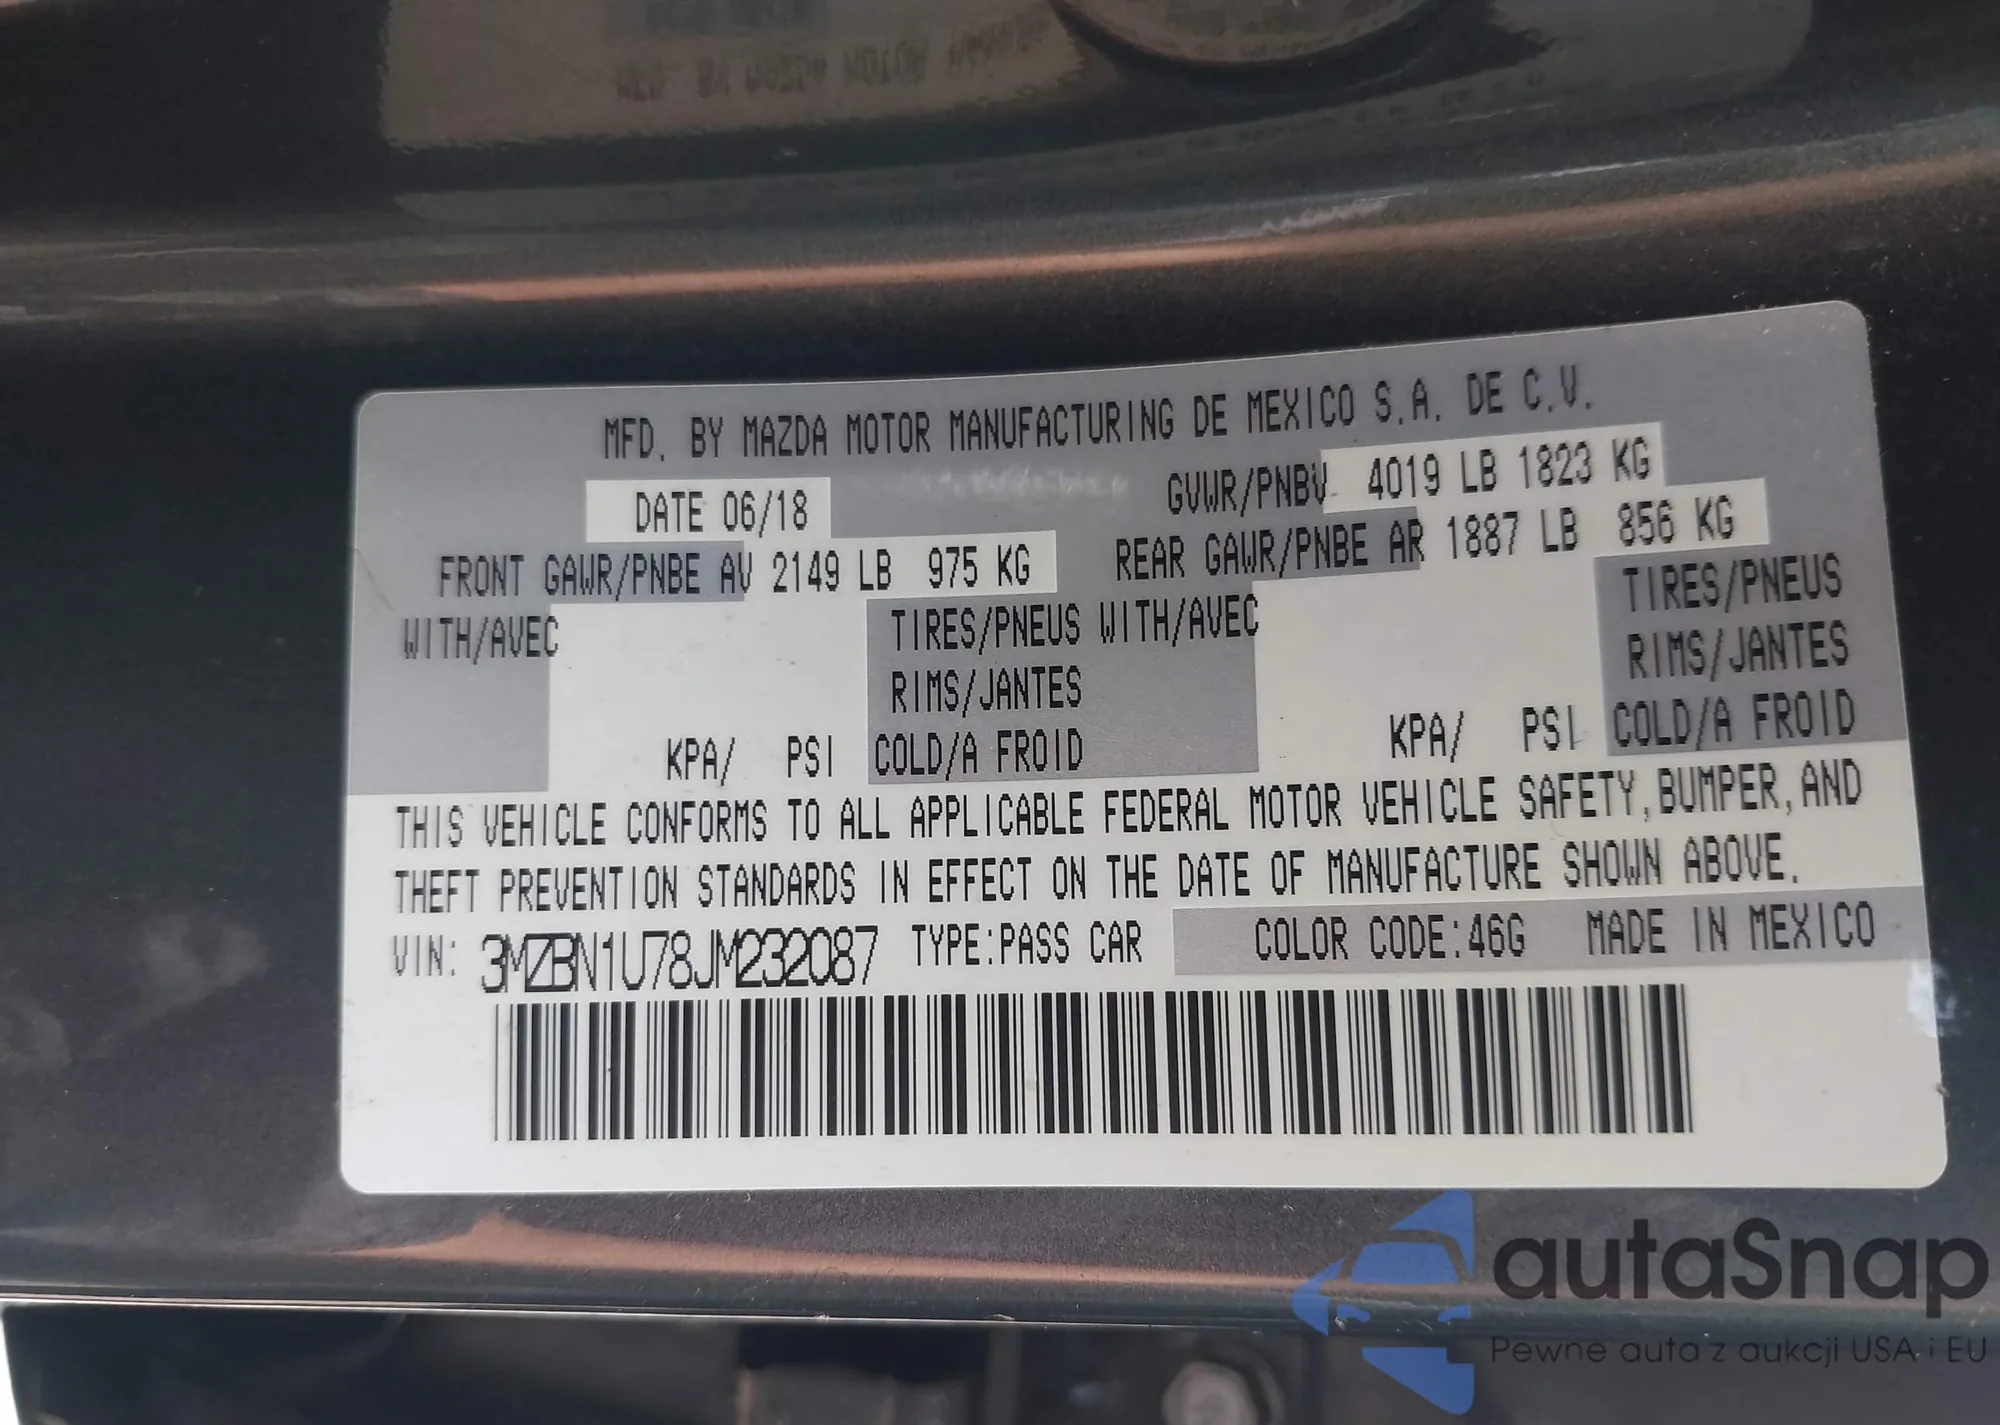 MFD. BY MAZDA MOTOR MANUFACTURING DE MEXICO S.A. DE C.V.
DATE 06/18
GVWR/PNBV 4019 LB 1823 KG
FRONT GAWR/PNBE AV 2149 LB 975 KG
REAR GAWR/PNBE AR 1887 LB 856 KG
WITH/AVEC TIRES/PNEUS WITH/AVEC TIRES/PNEUS
RIMS/JANTES RIMS/JANTES
KPA/ PSI COLD/A FROID KPA/ PSI COLD/A FROID
THIS VEHICLE CONFORMS TO ALL APPLICABLE FEDERAL MOTOR VEHICLE SAFETY, BUMPER, AND
THEFT PREVENTION STANDARDS IN EFFECT ON THE DATE OF MANUFACTURE SHOWN ABOVE.
VIN: 3MZBN1U78JM232087 TYPE:PASS CAR COLOR CODE:46G MADE IN MEXICO
autaSnap
Pewne auta z aukcji USA i EU